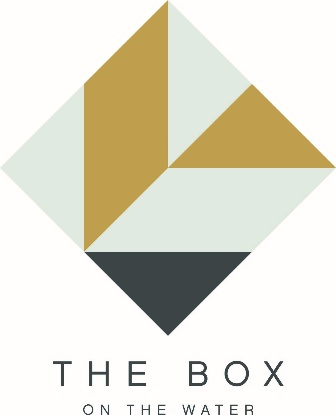 THE BOX
ON THE WATER